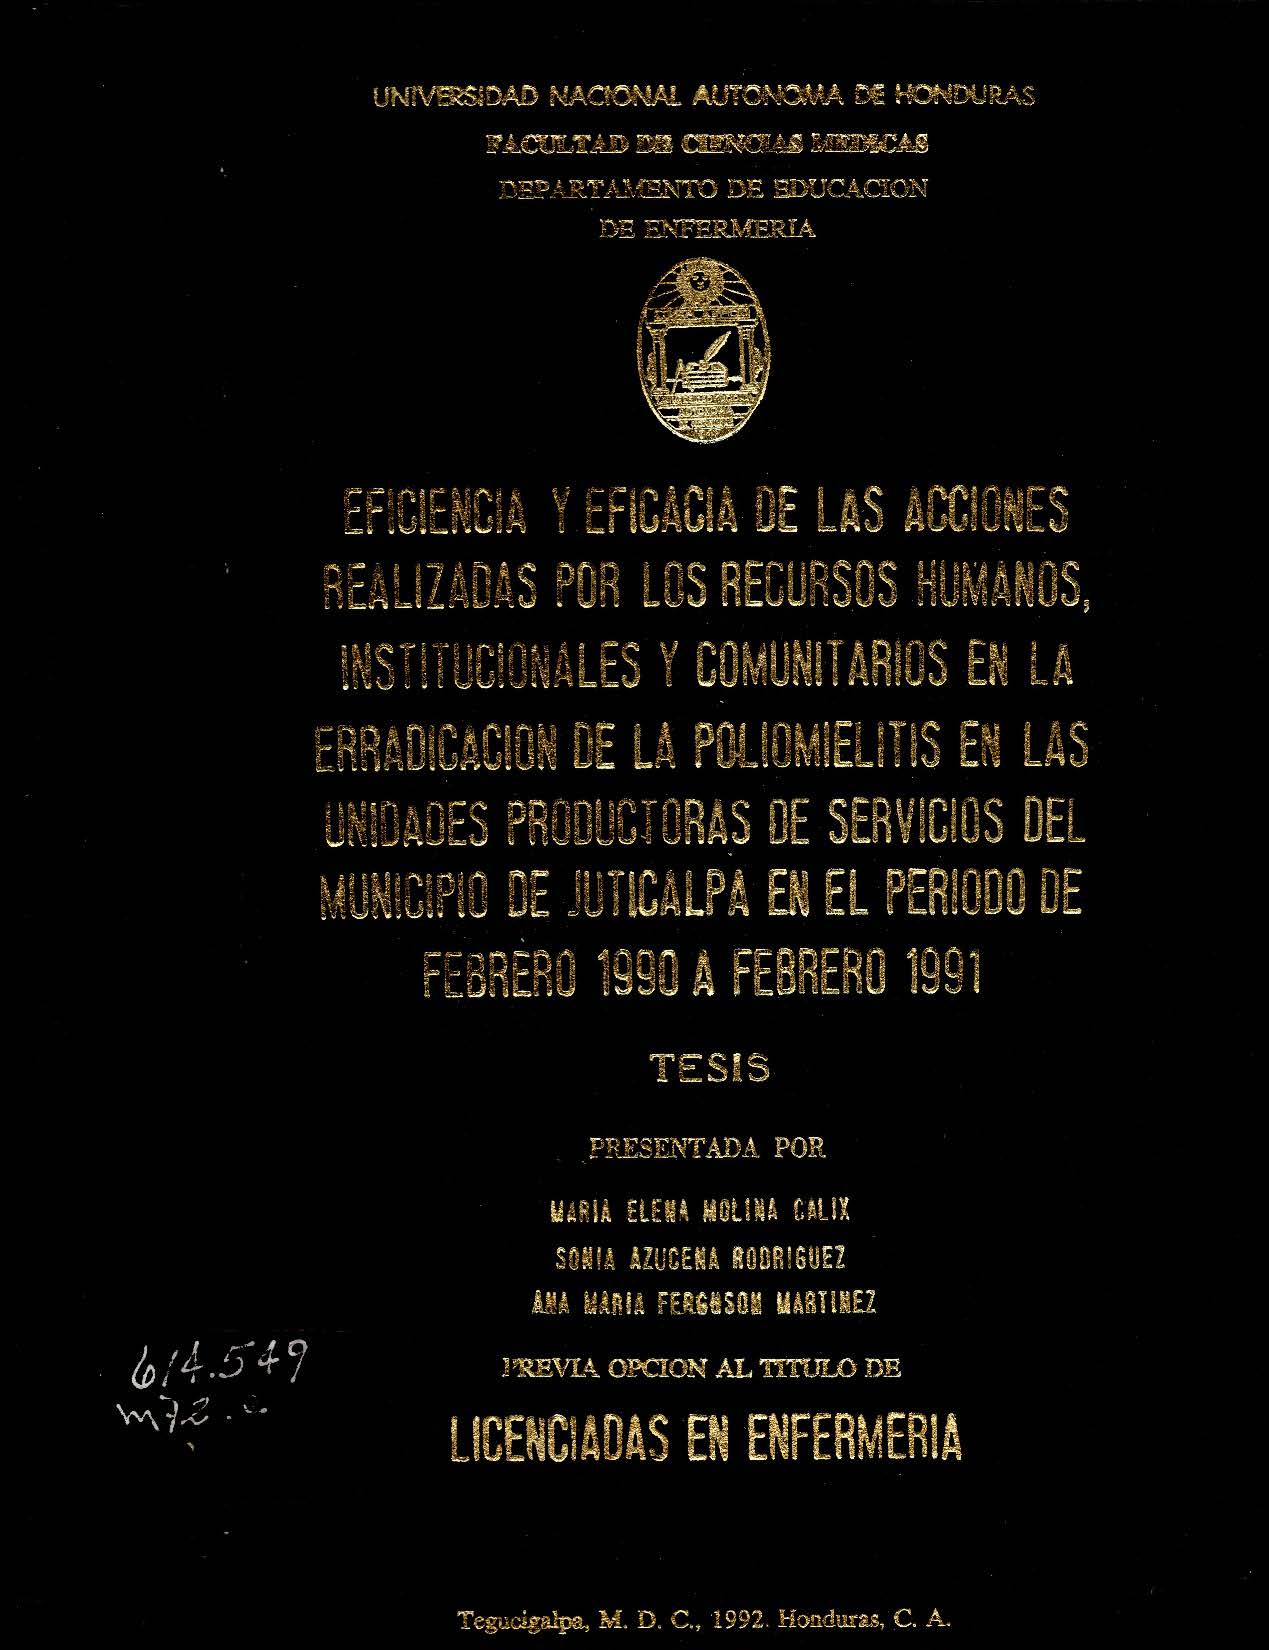 UNIVERSIDAD NACIONAL AUTONOMA DE HONDURAS
FACULTAD DE CIENCIAS MEDICAS
DEPARTAMENTO DE EDUCACION
DE ENFERMERIA
EFICIENCIA Y EFICACIA DE LAS ACCIONES
REALIZADAS POR LOS RECURSOS HUMANOS,
INSTITUCIONALES Y COMUNITARIOS EN LA
ERRADICACION DE LA POLIOMIELITIS EN LAS
UNIDADES PRODUCTORAS DE SERVICIOS DEL
MUNICIPIO DE JUTICALPA EN EL PERIODO DE
FEBRERO 1990 A FEBRERO 1991
TESIS
PRESENTADA POR
MARIA ELENA MOLINA CALIX
SONIA AZUCENA RODRIGUEZ
ANA MARIA FERGUSON MARTINEZ
614.549
m72.
PREVIA OPCION AL TITULO DE
LICENCIADAS EN ENFERMERIA
Tegucigalpa, M. D. C., 1992. Honduras, C. A.